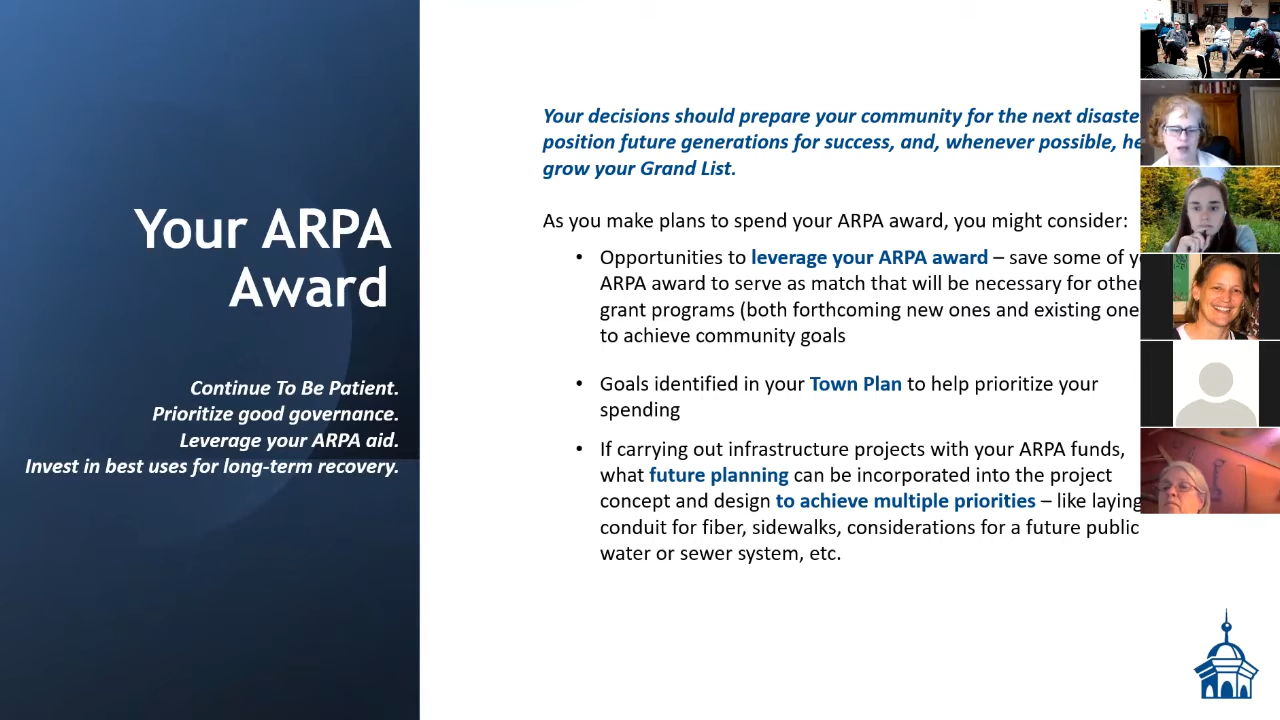 Your ARPA
Award
Continue To Be Patient.
Prioritize good governance.
Leverage your ARPA aid.
Invest in best uses for long-term recovery.
Your decisions should prepare your community for the next
position future generations for success, and, whenever possible,
grow your Grand List.
As you make plans to spend your ARPA award, you might consider:
• Opportunities to leverage your ARPA award – save some of
ARPA award to serve as match that will be necessary for other
grant programs (both forthcoming new ones and existing one
to achieve community goals
• Goals identified in your Town Plan to help prioritize your
spending
• If carrying out infrastructure projects with your ARPA funds,
what future planning can be incorporated into the project
concept and design to achieve multiple priorities – like laying
conduit for fiber, sidewalks, considerations for a future public
water or sewer system, etc.